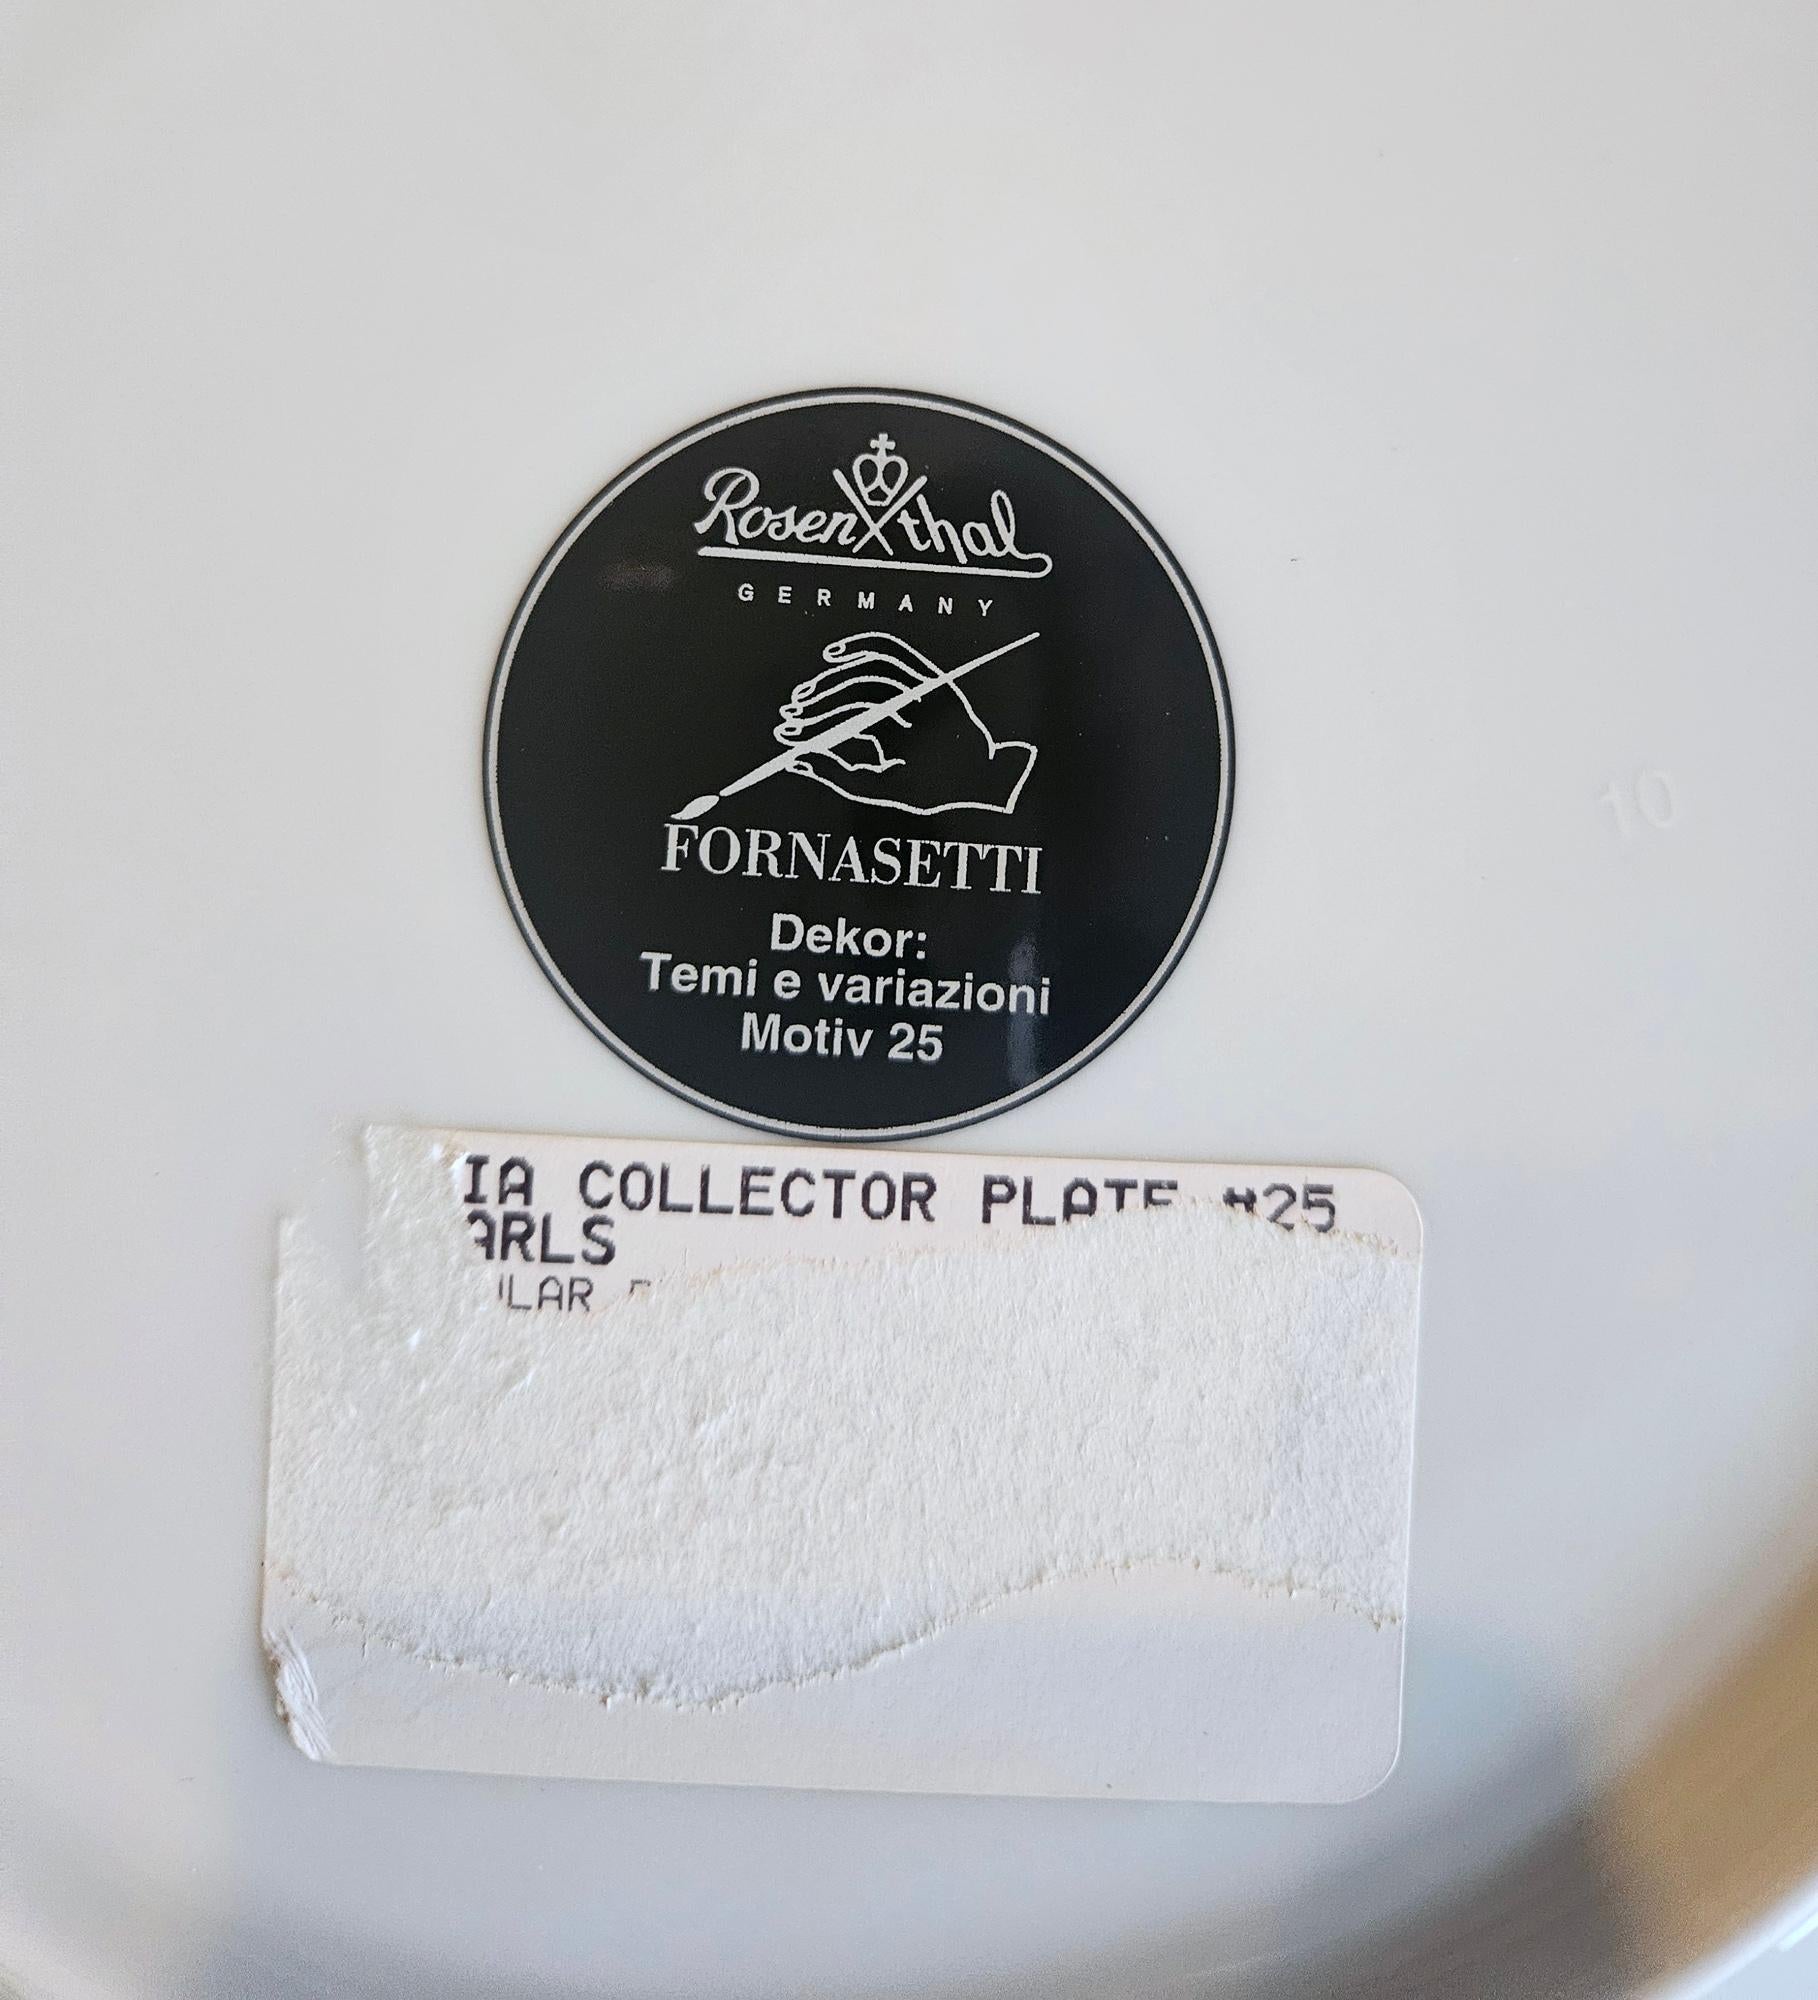 Rosenthal
GERMANY
FORNASETTI
Dekor:
Temi e variazioni
Motiv 25
10
IA COLLECTOR PLATE #25
ARLS